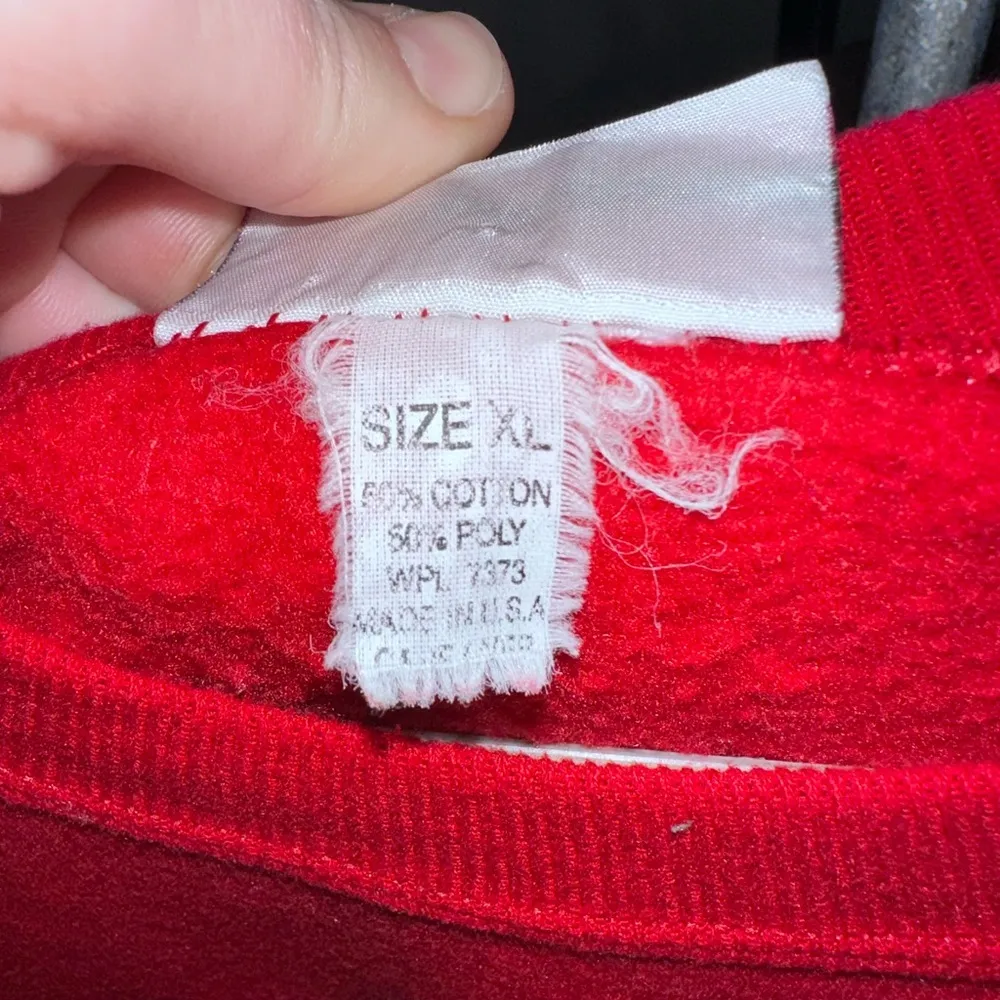 SIZE XL
50% COTTON
50% POLY
WPL 7373
MADE IN U.S.A